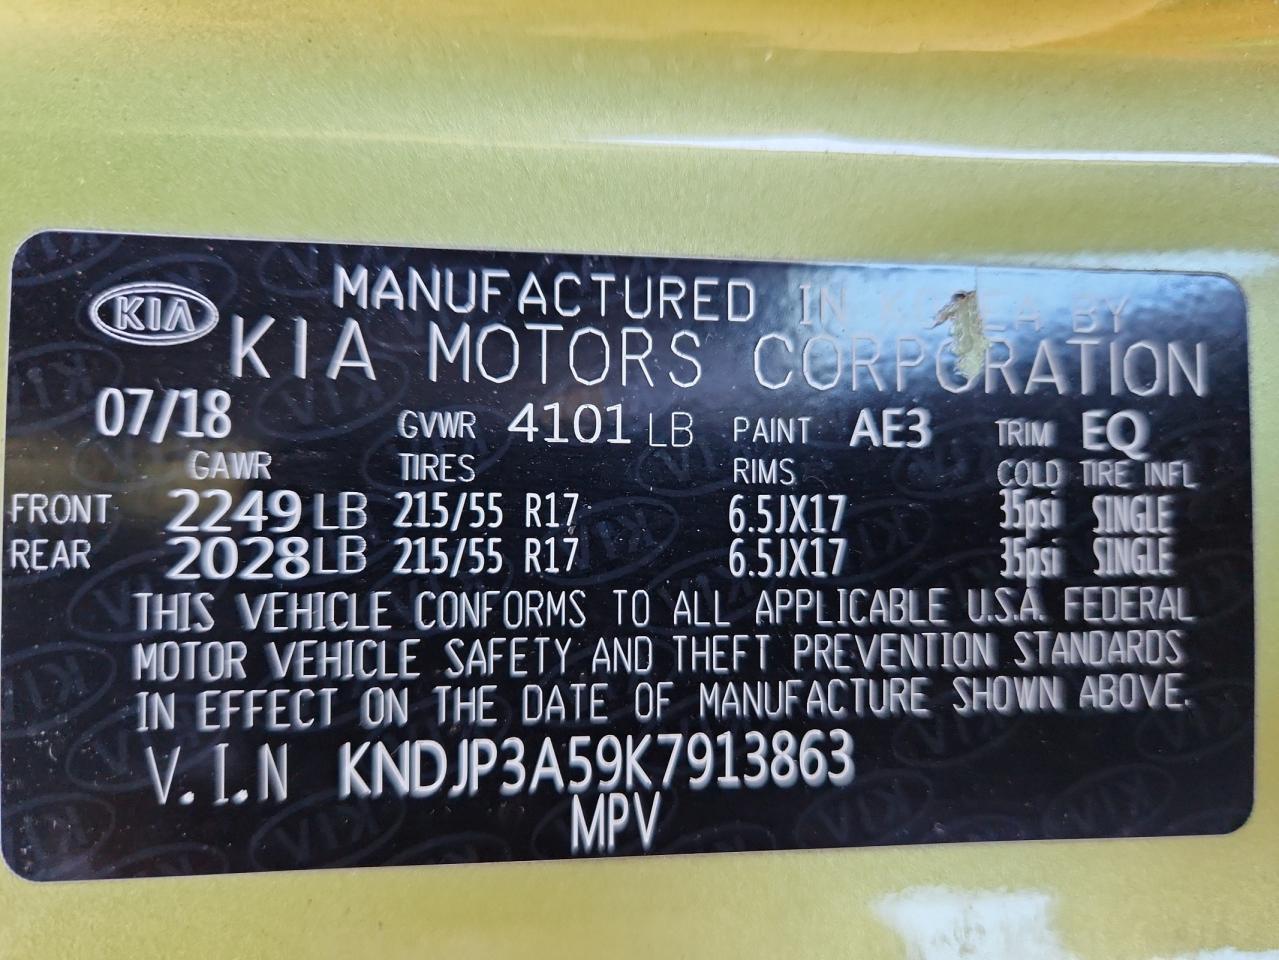 KIA
MANUFACTURED IN KOREA BY
KIA MOTORS CORPORATION
07/18 GVWR 4101 LB PAINT AE3 TRIM EQ
GAWR TIRES RIMS COLD TIRE INFL
FRONT 2249 LB 215/55 R17 6.5JX17 35psi SINGLE
REAR 2028 LB 215/55 R17 6.5JX17 35psi SINGLE
THIS VEHICLE CONFORMS TO ALL APPLICABLE U.S.A. FEDERAL
MOTOR VEHICLE SAFETY AND THEFT PREVENTION STANDARDS
IN EFFECT ON THE DATE OF MANUFACTURE SHOWN ABOVE.
V.I.N KNDJP3A59K7913863
MPV